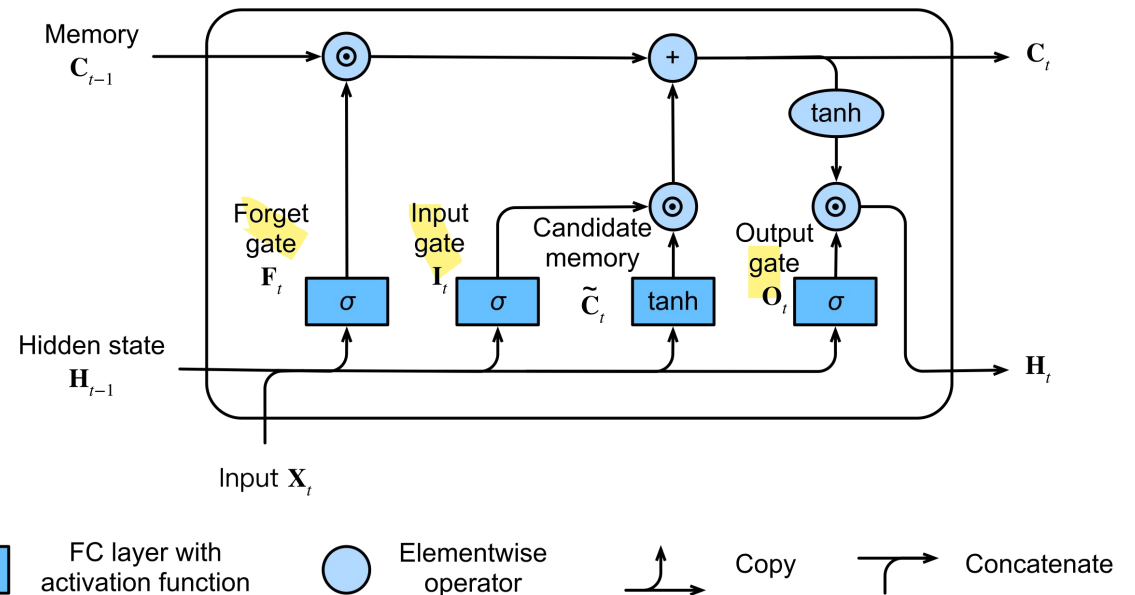 Memory
C_{t−1}
⊙
+
C_t
tanh
Forget
gate
F_t
Input
gate
I_t
⊙
Candidate
memory
C̃_t
Output
gate
O_t
⊙
σ
σ
tanh
σ
Hidden state
H_{t−1}
H_t
Input X_t
FC layer with
activation function
Elementwise
operator
Copy
Concatenate